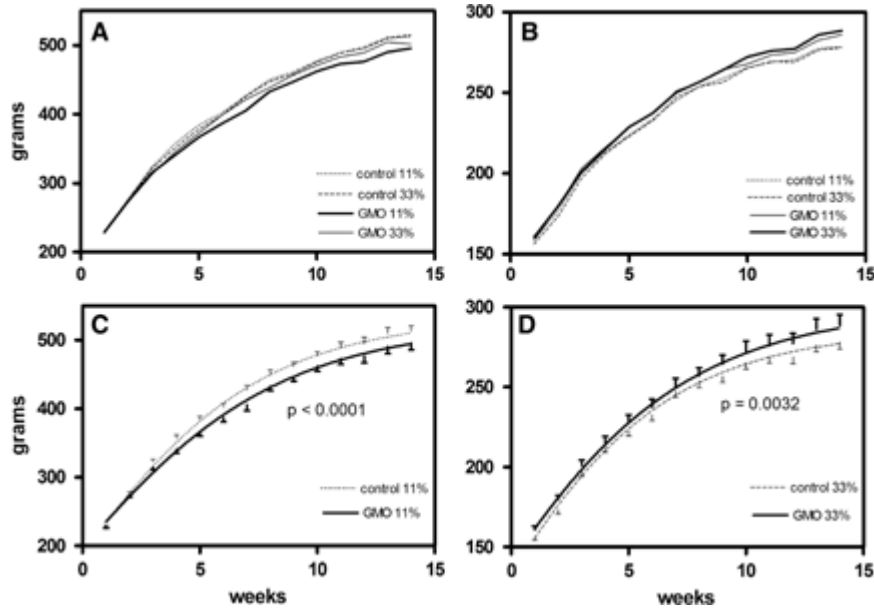 A
grams
500
400
300
200
0
5
10
15
control 11%
control 33%
GMO 11%
GMO 33%
B
300
250
200
150
0
5
10
15
control 11%
control 33%
GMO 11%
GMO 33%
C
grams
500
400
300
200
0
5
10
15
weeks
p < 0.0001
control 11%
GMO 11%
D
300
250
200
150
0
5
10
15
weeks
p = 0.0032
control 33%
GMO 33%